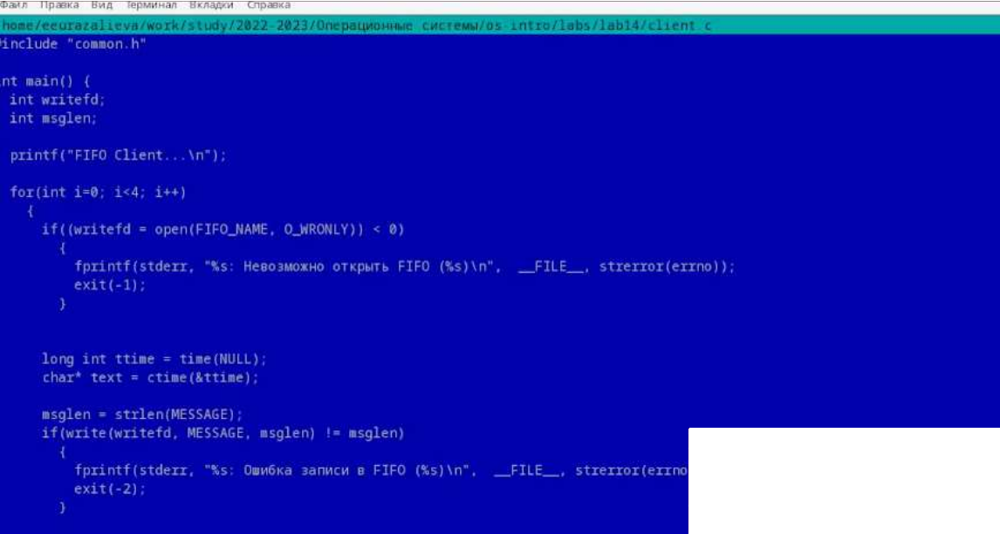 Файл Правка Вид Терминал Вкладки Справка
home/eeurazalieva/work/study/2022-2023/Операционные системы/os-intro/labs/lab14/client.c
#include "common.h"
int main() {
int writefd;
int msglen;
printf("FIFO Client...\n");
for(int i=0; i<4; i++)
{
if((writefd = open(FIFO_NAME, O_WRONLY)) < 0)
{
fprintf(stderr, "%s: Невозможно открыть FIFO (%s)\n", __FILE__, strerror(errno));
exit(-1);
}
long int ttime = time(NULL);
char* text = ctime(&ttime);
msglen = strlen(MESSAGE);
if(write(writefd, MESSAGE, msglen) != msglen)
{
fprintf(stderr, "%s: Ошибка записи в FIFO (%s)\n", __FILE__, strerror(errno
exit(-2);
}